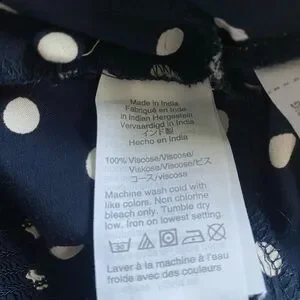 Made in India
Fabriqué en Inde
In Indien Hergestellt
Vervaardigd in India
インド製
Hecho en India
100% Viscose/Viscose/
Viskose/Viscose/ビス
コース/viscosa
Machine wash cold with
like colors. Non chlorine
bleach only. Tumble dry
low. Iron on lowest setting.
30
Laver à la machine à l'eau
froide avec des couleurs